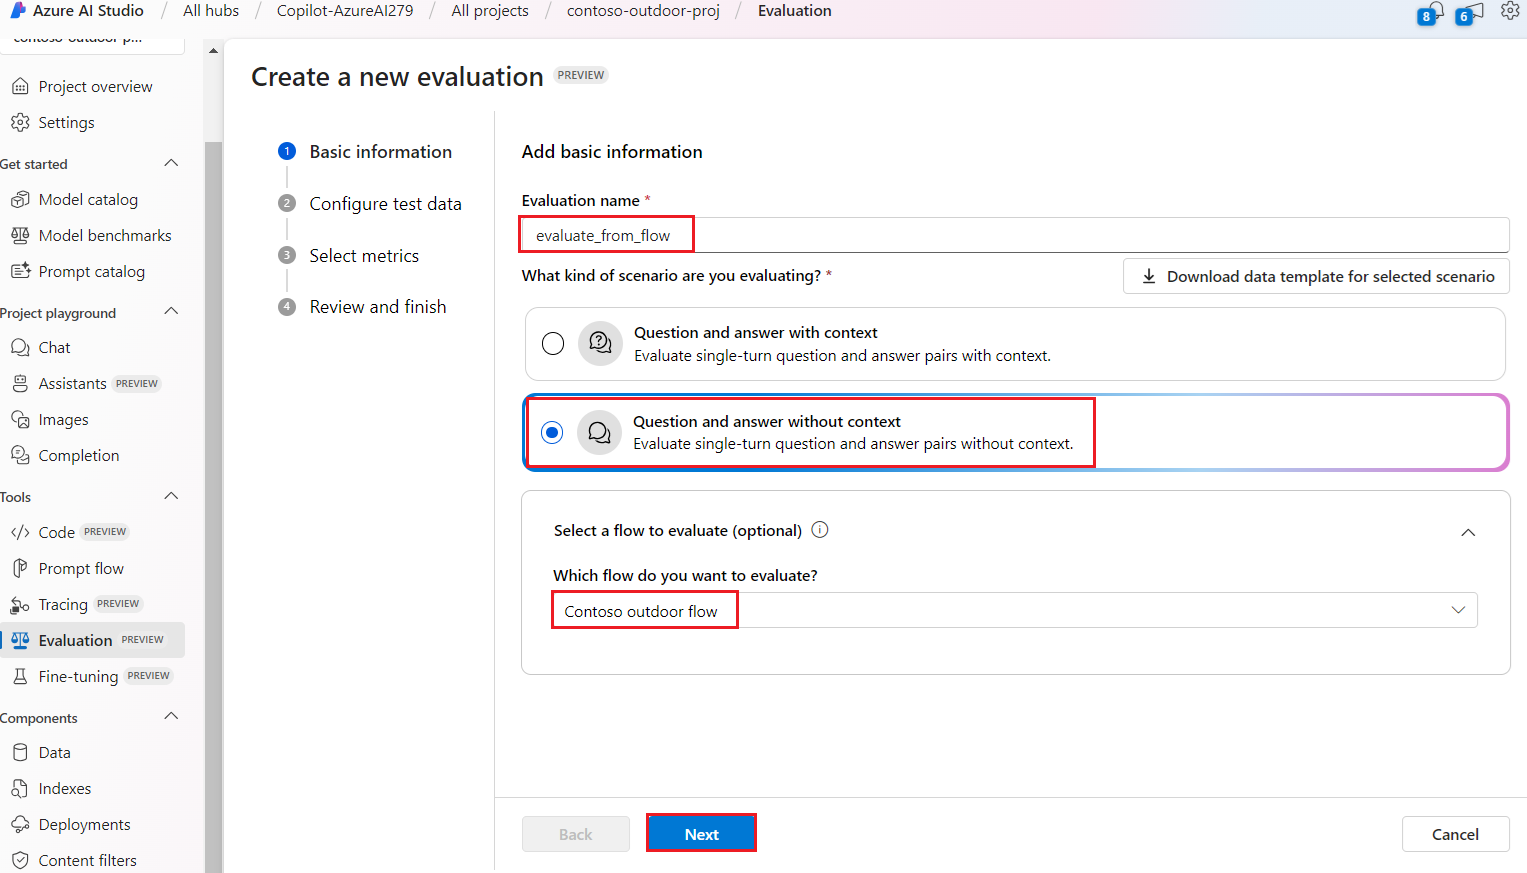 Azure AI Studio / All hubs / Copilot-AzureAI279 / All projects / contoso-outdoor-proj / Evaluation
8 6
contoso-outdoor-p...
Project overview
Settings
Get started
Model catalog
Model benchmarks
Prompt catalog
Project playground
Chat
Assistants PREVIEW
Images
Completion
Tools
Code PREVIEW
Prompt flow
Tracing PREVIEW
Evaluation PREVIEW
Fine-tuning PREVIEW
Components
Data
Indexes
Deployments
Content filters
Create a new evaluation PREVIEW
1 Basic information
2 Configure test data
3 Select metrics
4 Review and finish
Add basic information
Evaluation name *
evaluate_from_flow
What kind of scenario are you evaluating? *
Download data template for selected scenario
Question and answer with context
Evaluate single-turn question and answer pairs with context.
Question and answer without context
Evaluate single-turn question and answer pairs without context.
Select a flow to evaluate (optional)
Which flow do you want to evaluate?
Contoso outdoor flow
Back
Next
Cancel